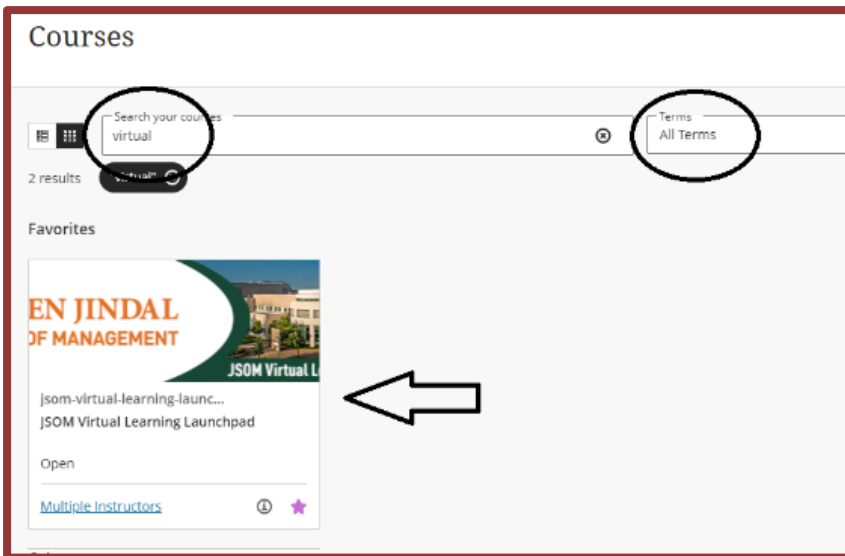 Courses
Search your courses
virtual
Terms
All Terms
2 results
virtual"
Favorites
EN JINDAL
OF MANAGEMENT
JSOM Virtual L
jsom-virtual-learning-launc...
JSOM Virtual Learning Launchpad
Open
Multiple Instructors